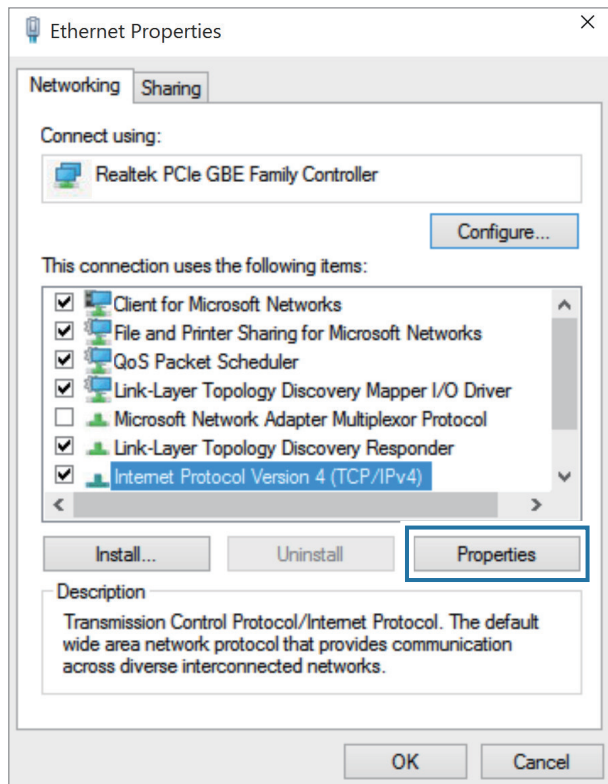 Ethernet Properties
Networking
Sharing
Connect using:
Realtek PCIe GBE Family Controller
Configure...
This connection uses the following items:
Client for Microsoft Networks
File and Printer Sharing for Microsoft Networks
QoS Packet Scheduler
Link-Layer Topology Discovery Mapper I/O Driver
Microsoft Network Adapter Multiplexor Protocol
Link-Layer Topology Discovery Responder
Internet Protocol Version 4 (TCP/IPv4)
Install...
Uninstall
Properties
Description
Transmission Control Protocol/Internet Protocol. The default
wide area network protocol that provides communication
across diverse interconnected networks.
OK
Cancel